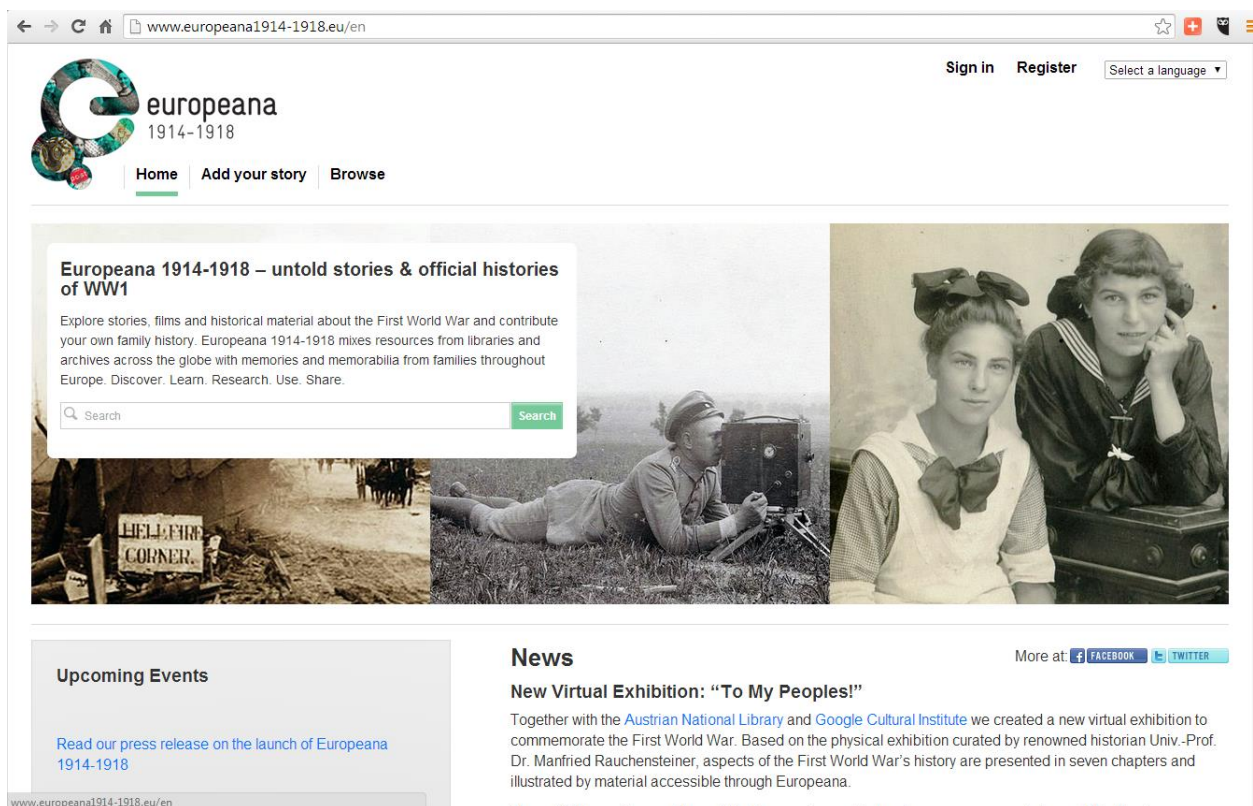 www.europeana1914-1918.eu/en
Sign in Register Select a language
europeana
1914-1918
Home Add your story Browse
Europeana 1914-1918 – untold stories & official histories
of WW1
Explore stories, films and historical material about the First World War and contribute
your own family history. Europeana 1914-1918 mixes resources from libraries and
archives across the globe with memories and memorabilia from families throughout
Europe. Discover. Learn. Research. Use. Share.
Search Search
HELL FIRE
CORNER.
Upcoming Events
Read our press release on the launch of Europeana
1914-1918
News
More at: FACEBOOK TWITTER
New Virtual Exhibition: “To My Peoples!”
Together with the Austrian National Library and Google Cultural Institute we created a new virtual exhibition to
commemorate the First World War. Based on the physical exhibition curated by renowned historian Univ.-Prof.
Dr. Manfried Rauchensteiner, aspects of the First World War’s history are presented in seven chapters and
illustrated by material accessible through Europeana.
www.europeana1914-1918.eu/en